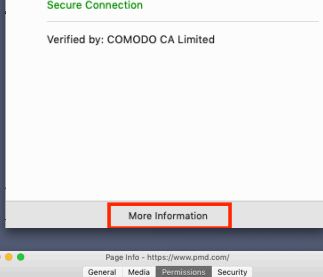 Secure Connection
Verified by: COMODO CA Limited
More Information
Page Info - https://www.pmd.com/
General Media Permissions Security